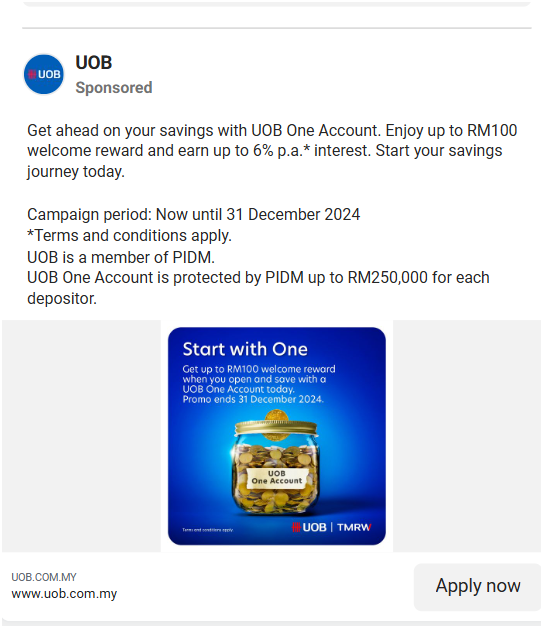 UOB
UOB
Sponsored
Get ahead on your savings with UOB One Account. Enjoy up to RM100
welcome reward and earn up to 6% p.a.* interest. Start your savings
journey today.
Campaign period: Now until 31 December 2024
*Terms and conditions apply.
UOB is a member of PIDM.
UOB One Account is protected by PIDM up to RM250,000 for each
depositor.
Start with One
Get up to RM100 welcome reward
when you open and save with a
UOB One Account today.
Promo ends 31 December 2024.
UOB
One Account
Terms and conditions apply.
UOB | TMRW
UOB.COM.MY
www.uob.com.my
Apply now